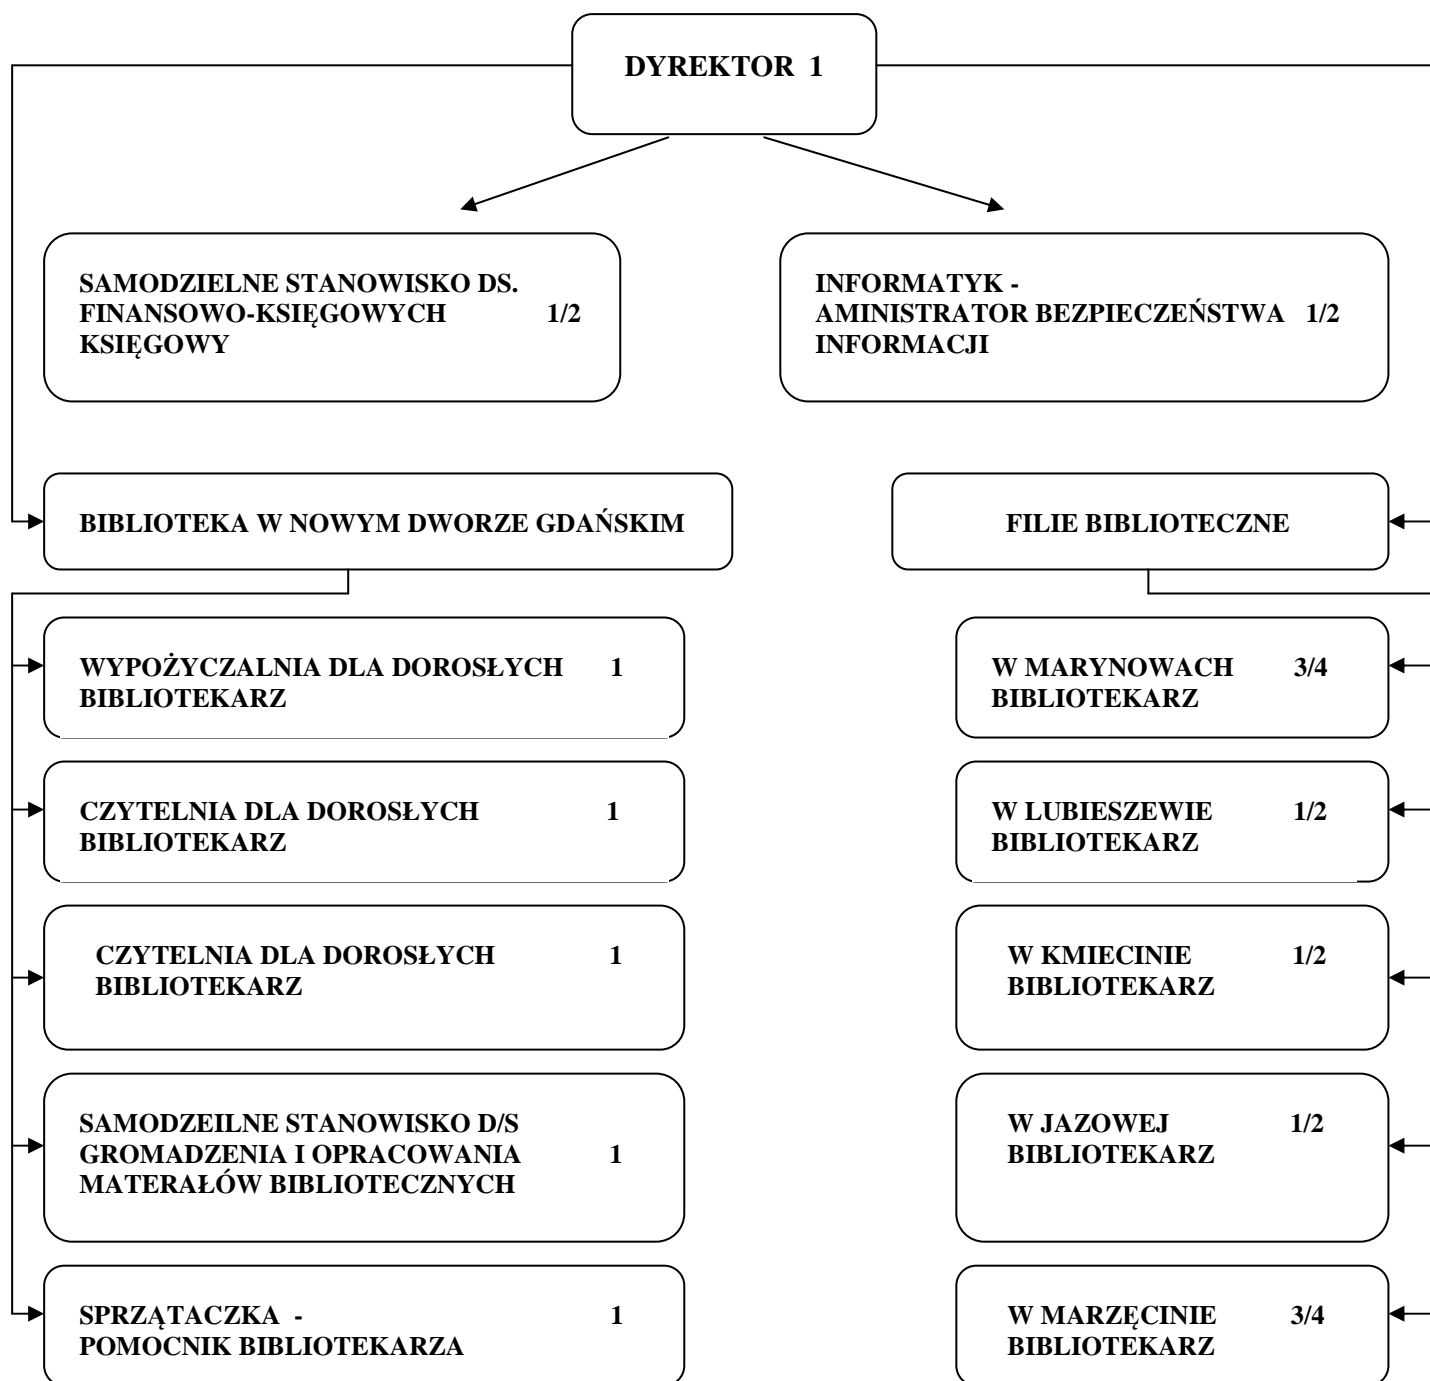 DYREKTOR 1
SAMODZIELNE STANOWISKO DS.
FINANSOWO-KSIĘGOWYCH 1/2
KSIĘGOWY
INFORMATYK -
AMINISTRATOR BEZPIECZEŃSTWA 1/2
INFORMACJI
BIBLIOTEKA W NOWYM DWORZE GDAŃSKIM
FILIE BIBLIOTECZNE
WYPOŻYCZALNIA DLA DOROSŁYCH 1
BIBLIOTEKARZ
W MARYNOWACH 3/4
BIBLIOTEKARZ
CZYTELNIA DLA DOROSŁYCH 1
BIBLIOTEKARZ
W LUBIESZEWIE 1/2
BIBLIOTEKARZ
CZYTELNIA DLA DOROSŁYCH 1
BIBLIOTEKARZ
W KMIECINIE 1/2
BIBLIOTEKARZ
SAMODZEILNE STANOWISKO D/S
GROMADZENIA I OPRACOWANIA 1
MATERAŁÓW BIBLIOTECZNYCH
W JAZOWEJ 1/2
BIBLIOTEKARZ
SPRZĄTACZKA - 1
POMOCNIK BIBLIOTEKARZA
W MARZĘCINIE 3/4
BIBLIOTEKARZ